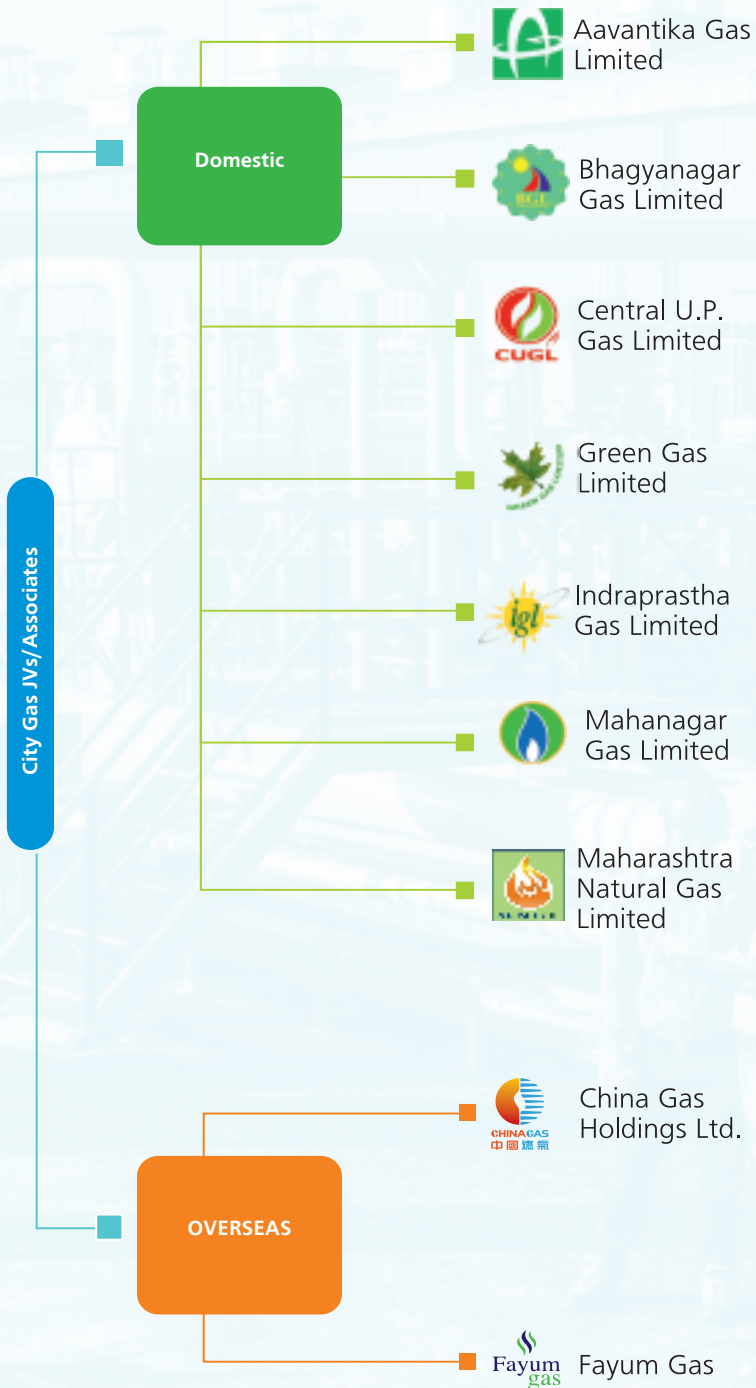 Aavantika Gas
Limited
Domestic
BGL
Bhagyanagar
Gas Limited
CUGL
Central U.P.
Gas Limited
Green Gas
Limited
City Gas JVs/Associates
igl
Indraprastha
Gas Limited
Mahanagar
Gas Limited
Maharashtra
Natural Gas
Limited
CHINAGAS
中國燃氣
China Gas
Holdings Ltd.
OVERSEAS
Fayum
gas
Fayum Gas